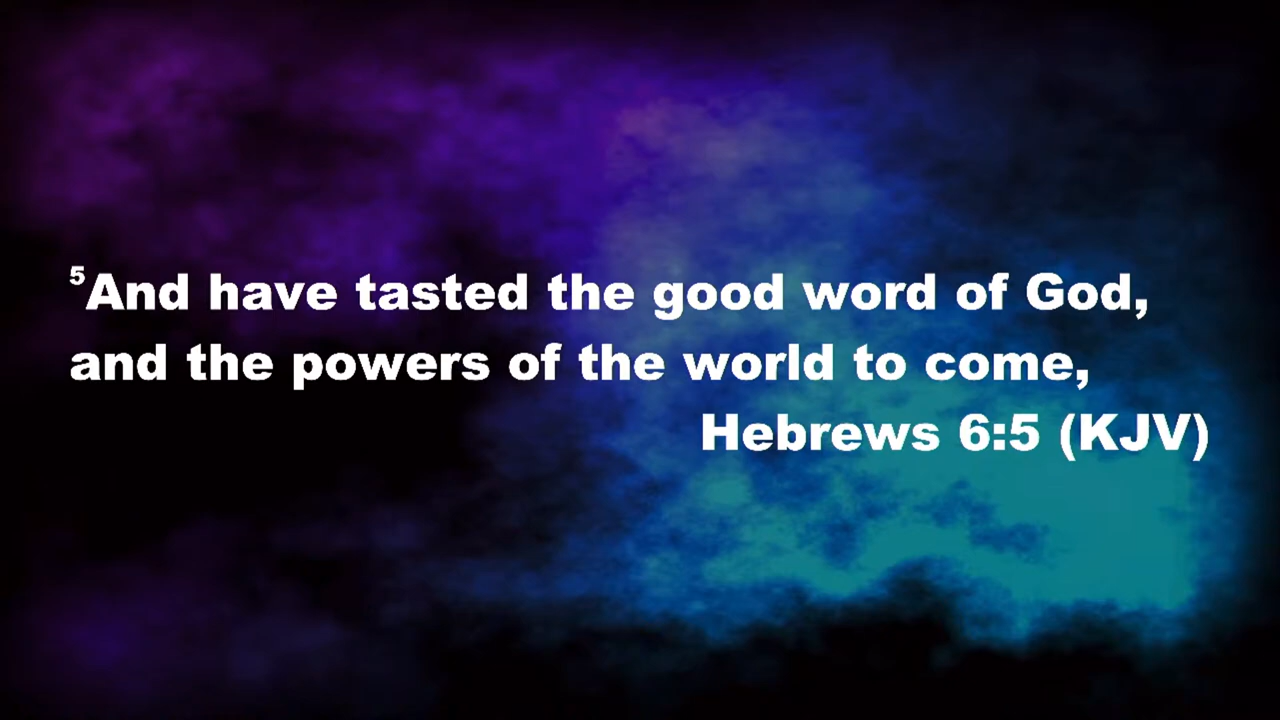 ⁵And have tasted the good word of God,
and the powers of the world to come,
Hebrews 6:5 (KJV)